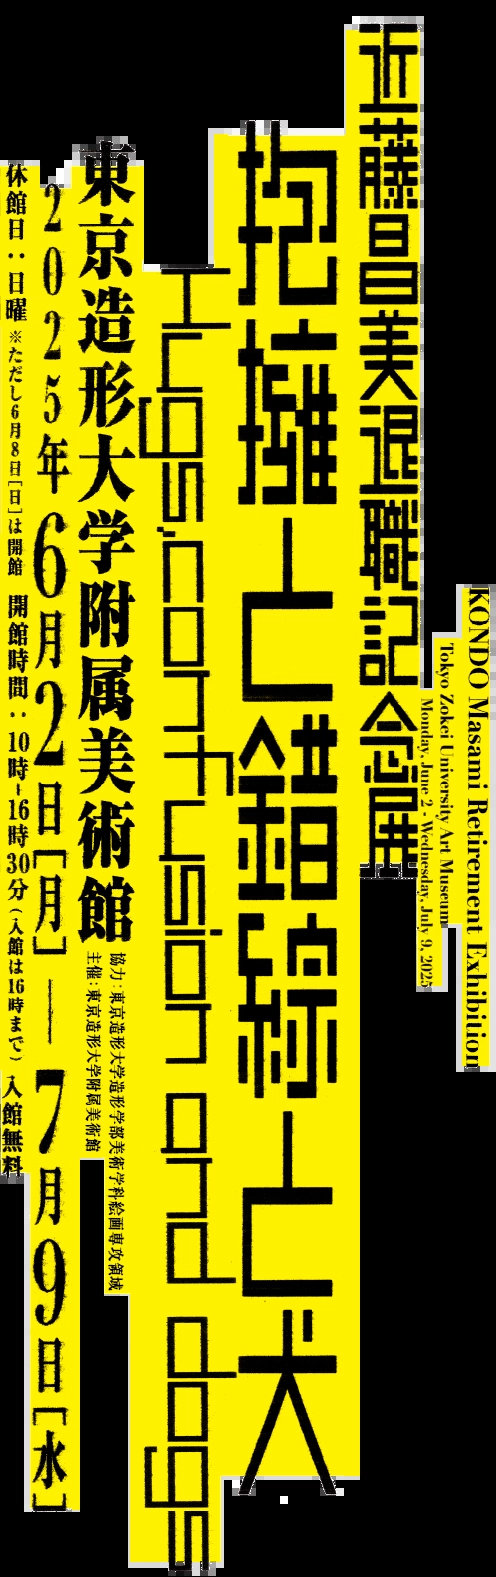 KONDO Masami Retirement Exhibition
Tokyo Zokei University Art Museum
Monday, June 2 - Wednesday, July 9, 2025
近藤昌美退職記念展
抱擁と錯綜と犬
Hugs, confusion and dogs
東京造形大学附属美術館
協力：東京造形大学造形学部美術学科絵画専攻領域
主催：東京造形大学附属美術館
2025年6月2日［月］—7月9日［水］
休館日：日曜 ※ただし6月8日［日］は開館 開館時間：10時-16時30分（入館は16時まで） 入館無料